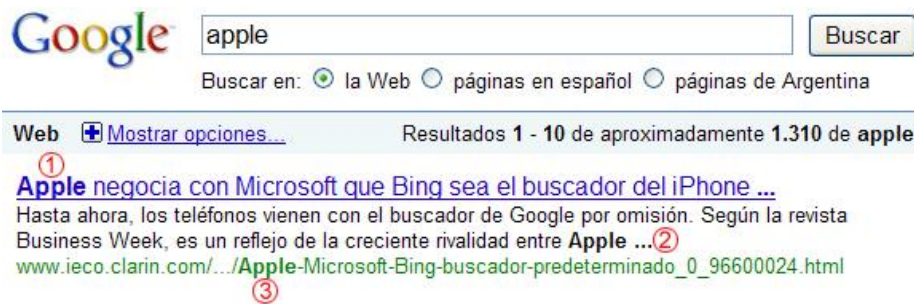 Google apple Buscar
Buscar en: la Web páginas en español páginas de Argentina
Web Mostrar opciones... Resultados 1 - 10 de aproximadamente 1.310 de apple
1
Apple negocia con Microsoft que Bing sea el buscador del iPhone ...
Hasta ahora, los teléfonos vienen con el buscador de Google por omisión. Según la revista
Business Week, es un reflejo de la creciente rivalidad entre Apple ... 2
www.ieco.clarin.com/.../Apple-Microsoft-Bing-buscador-predeterminado_0_96600024.html
3